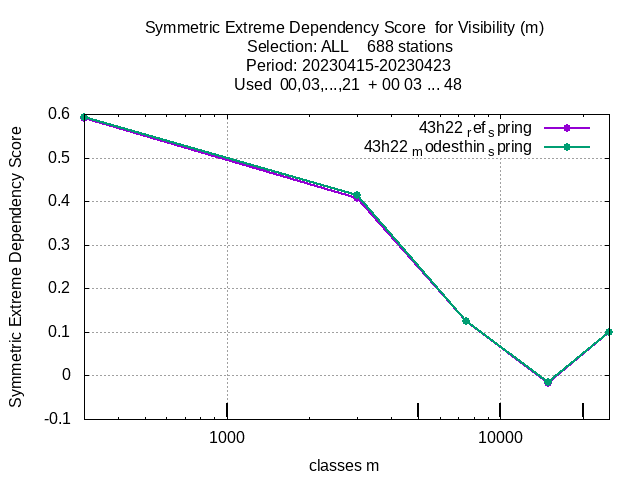 Symmetric Extreme Dependency Score for Visibility (m)
Selection: ALL 688 stations
Period: 20230415-20230423
Used 00,03,...,21 + 00 03 ... 48
43h22 ref spring
43h22 modesthin spring
Symmetric Extreme Dependency Score
0.6
0.5
0.4
0.3
0.2
0.1
0
-0.1
1000 10000
classes m